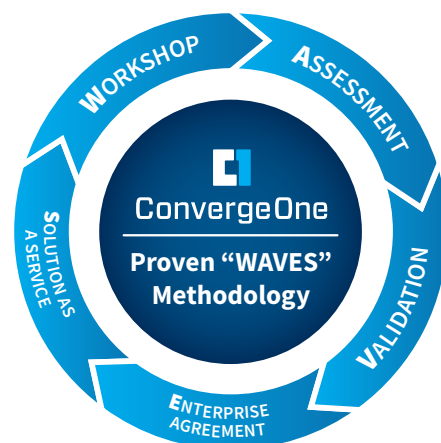 WORKSHOP
ASSESSMENT
VALIDATION
ENTERPRISE
AGREEMENT
SOLUTION AS
A SERVICE
ConvergeOne
Proven “WAVES”
Methodology